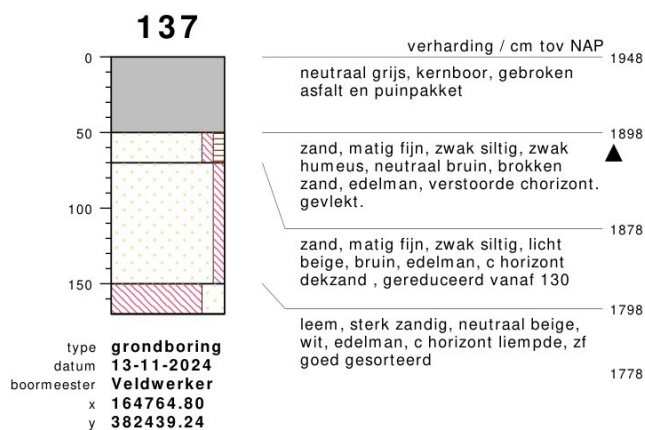 137
verharding / cm tov NAP
0
1948
neutraal grijs, kernboor, gebroken
asfalt en puinpakket
50
1898
zand, matig fijn, zwak siltig, zwak
humeus, neutraal bruin, brokken
zand, edelman, verstoorde chorizont.
gevlekt.
100
1878
zand, matig fijn, zwak siltig, licht
beige, bruin, edelman, c horizont
dekzand , gereduceerd vanaf 130
150
1798
leem, sterk zandig, neutraal beige,
wit, edelman, c horizont liempde, zf
goed gesorteerd
1778
type grondboring
datum 13-11-2024
boormeester Veldwerker
x 164764.80
y 382439.24